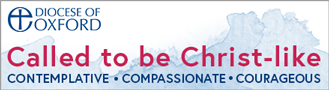 DIOCESE OF
OXFORD
Called to be Christ-like
CONTEMPLATIVE • COMPASSIONATE • COURAGEOUS